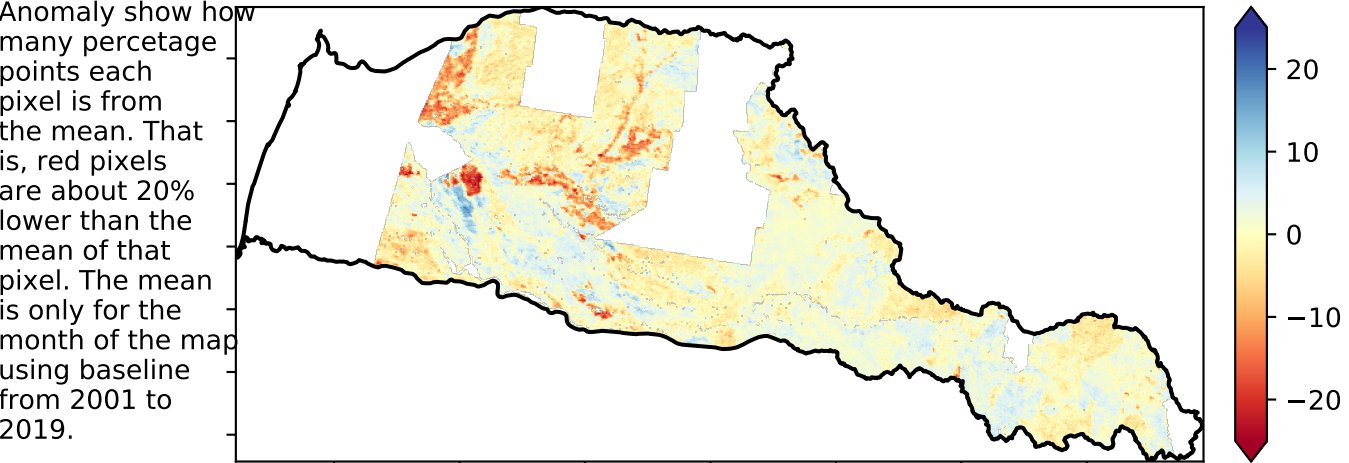 Anomaly show how
many percetage
points each
pixel is from
the mean. That
is, red pixels
are about 20%
lower than the
mean of that
pixel. The mean
is only for the
month of the map
using baseline
from 2001 to
2019.
20
10
0
−10
−20